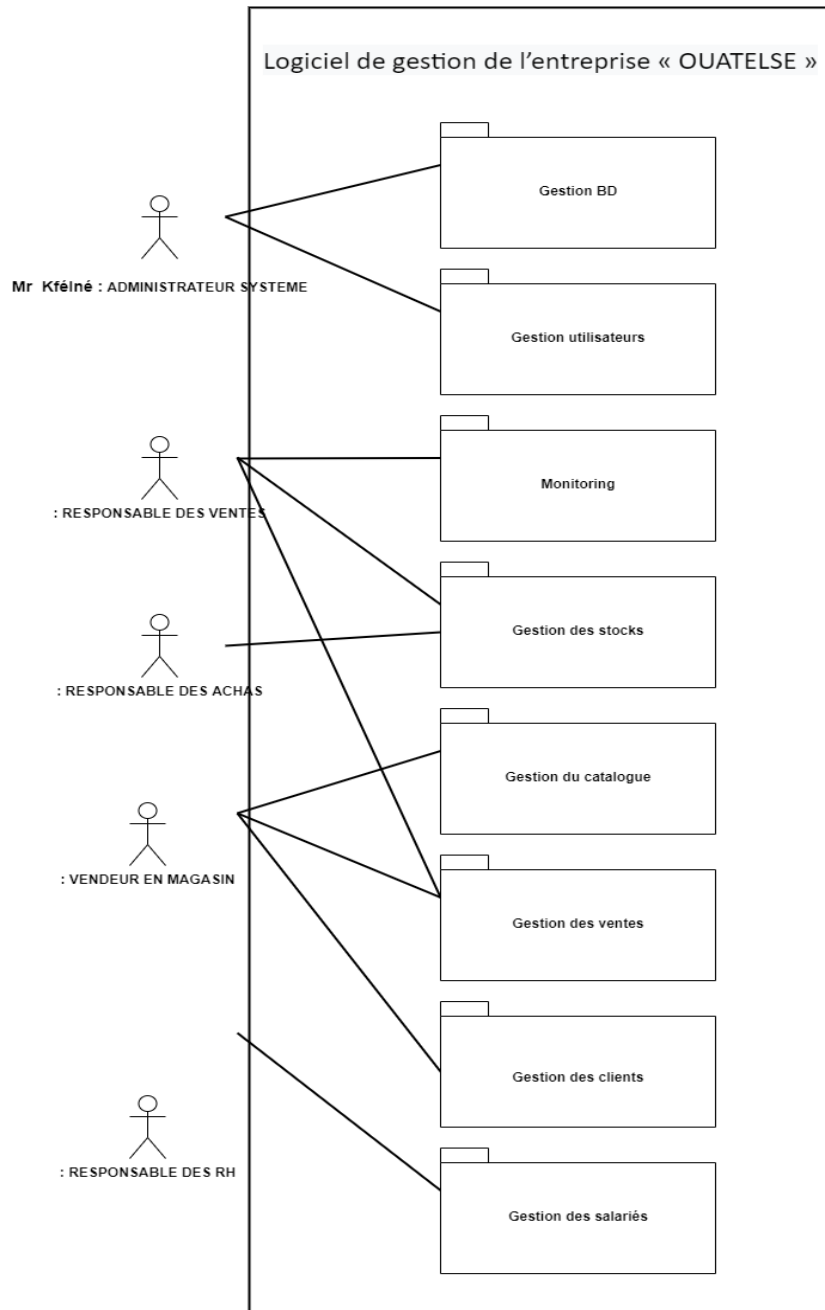 Logiciel de gestion de l’entreprise « OUATELSE »
Gestion BD
Mr Kféiné : ADMINISTRATEUR SYSTEME
Gestion utilisateurs
Monitoring
: RESPONSABLE DES VENTES
Gestion des stocks
: RESPONSABLE DES ACHAS
Gestion du catalogue
: VENDEUR EN MAGASIN
Gestion des ventes
Gestion des clients
: RESPONSABLE DES RH
Gestion des salariés